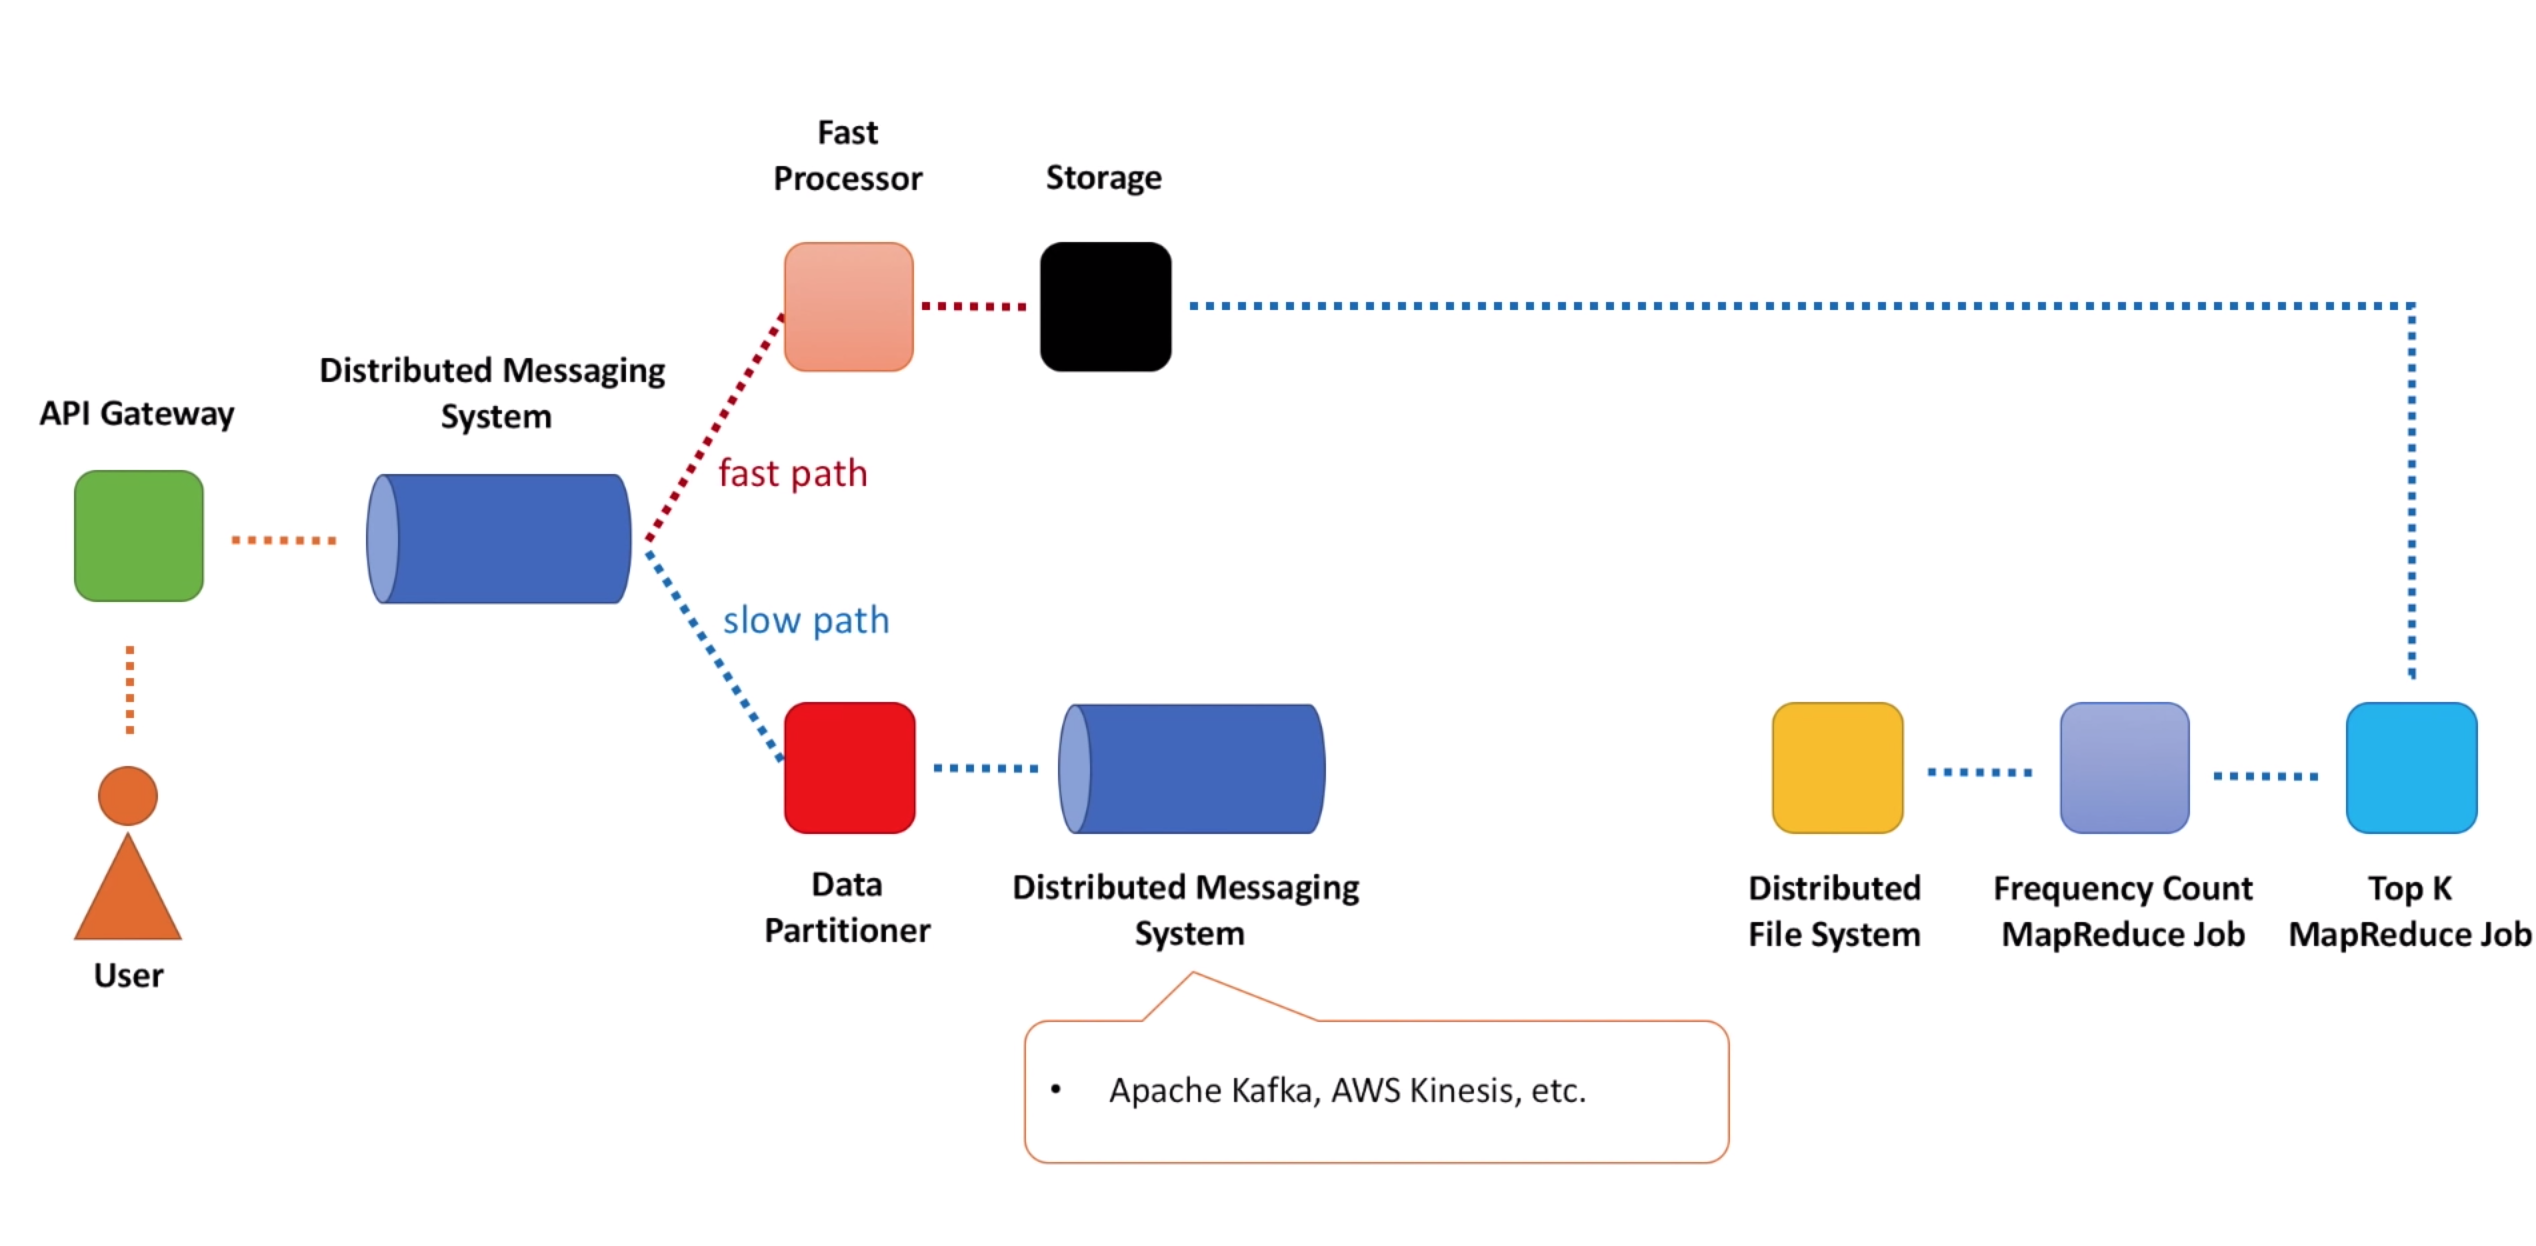 Fast
Processor
Storage
Distributed Messaging
System
API Gateway
fast path
slow path
Data
Partitioner
Distributed Messaging
System
Distributed
File System
Frequency Count
MapReduce Job
Top K
MapReduce Job
User
• Apache Kafka, AWS Kinesis, etc.